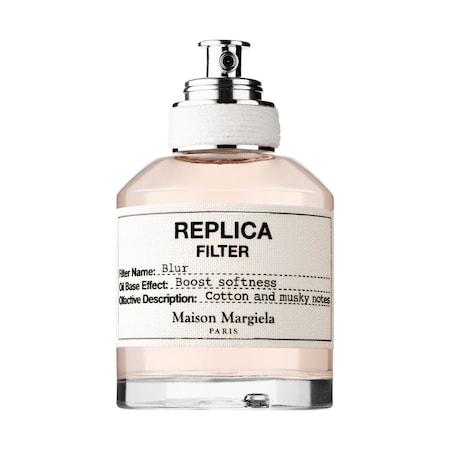 REPLICA
FILTER
Filter Name: Blur
Oil Base Effect: Boost softness
Olfactive Description: Cotton and musky notes
Maison Margiela
PARIS